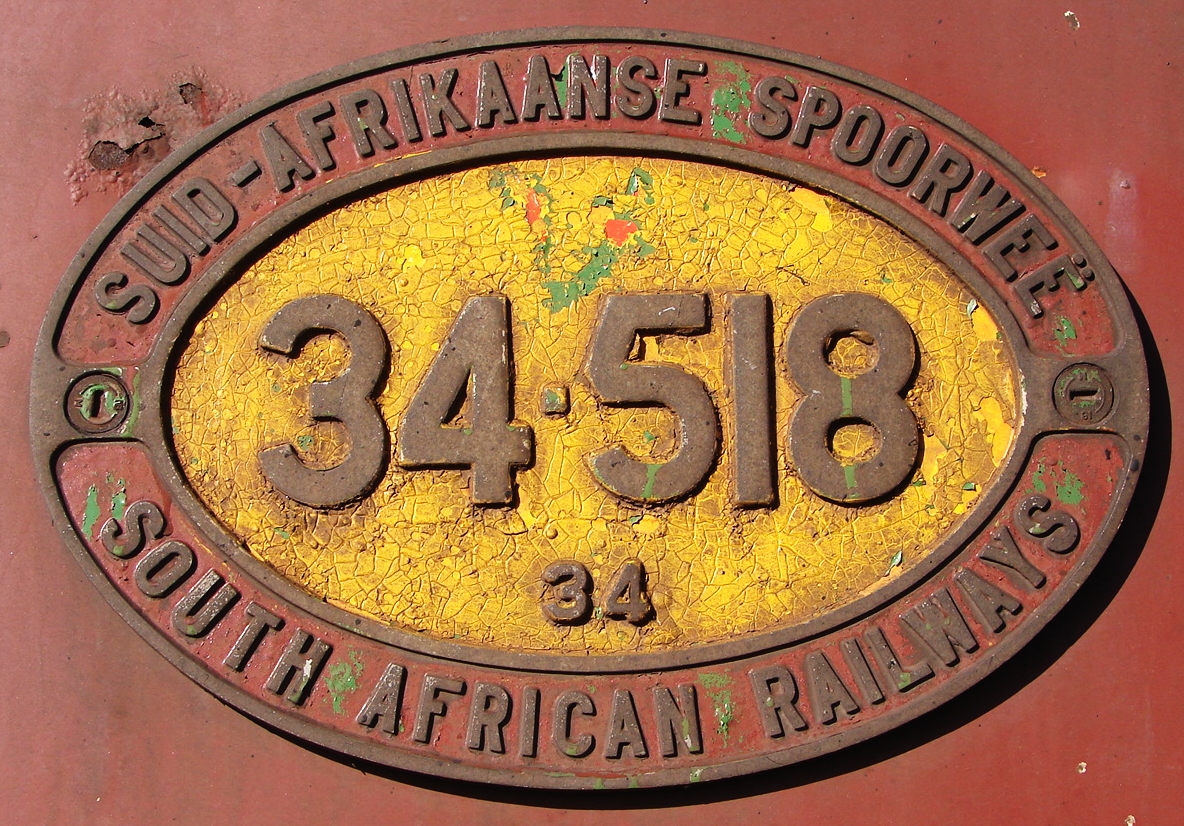 SUID-AFRIKAANSE SPOORWEË
34·518
34
SOUTH AFRICAN RAILWAYS